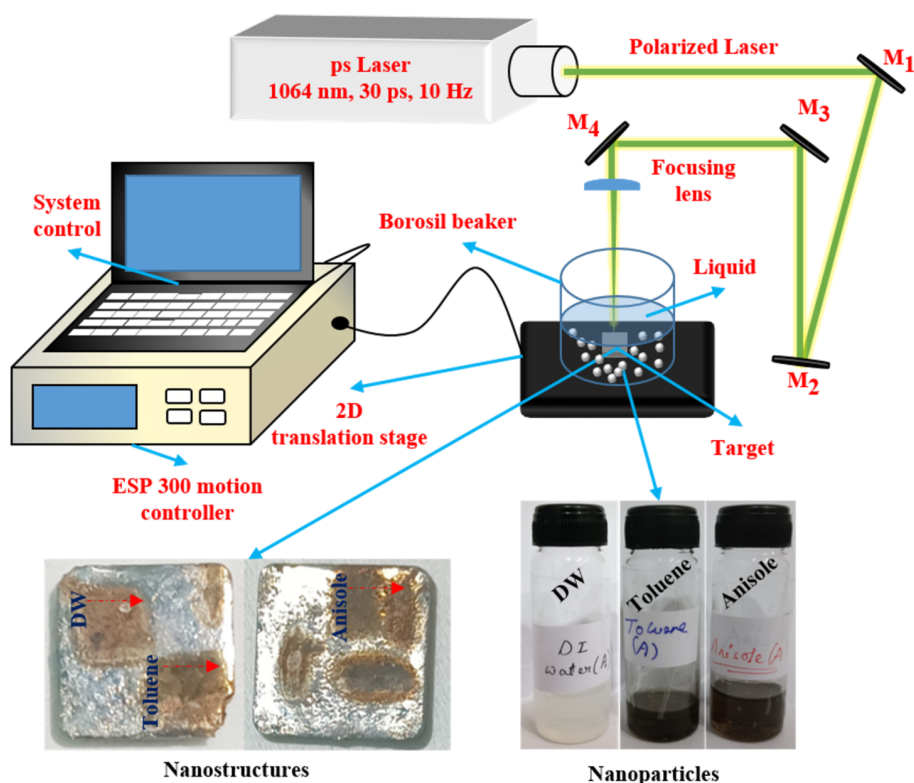 ps Laser
1064 nm, 30 ps, 10 Hz
Polarized Laser
M1
M3
M4
Focusing
lens
System
control
Borosil beaker
Liquid
M2
2D
translation stage
Target
ESP 300 motion
controller
DW
Toluene
Anisole
DW
Toluene
Anisole
DI
water(A)
Toluene
(A)
Anisole(A)
Nanostructures
Nanoparticles